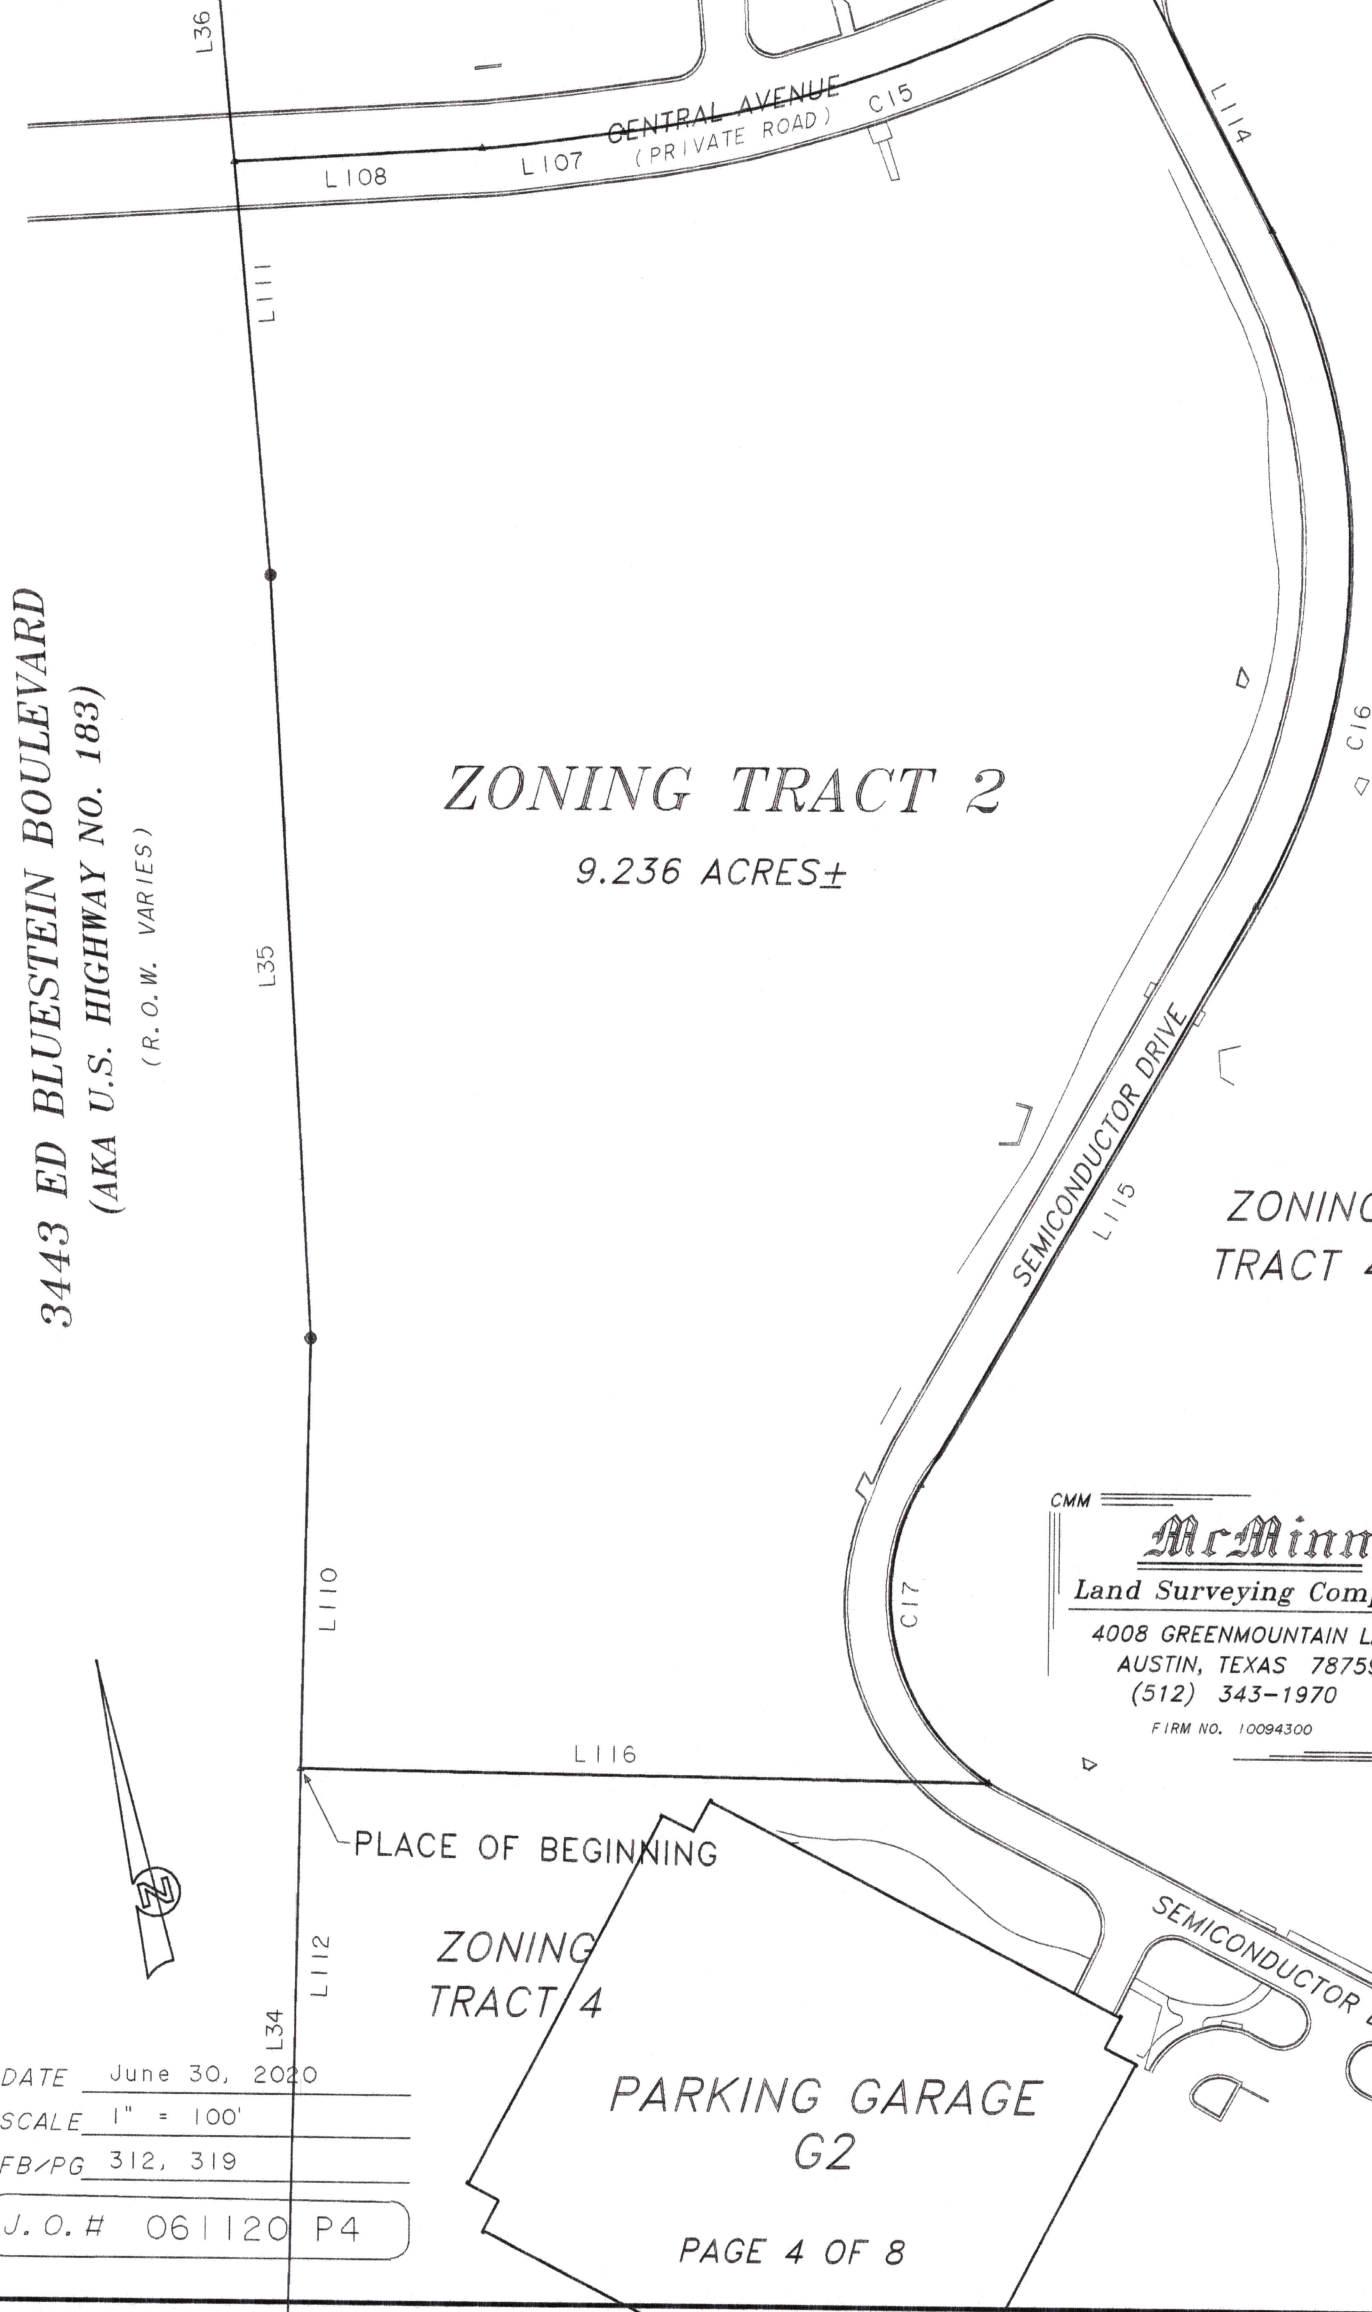 L36
CENTRAL AVENUE
(PRIVATE ROAD)
C15
L114
L107
L108
L111
3443 ED BLUESTEIN BOULEVARD
(AKA U.S. HIGHWAY NO. 183)
(R.O.W. VARIES)
L35
ZONING TRACT 2
9.236 ACRES±
C16
SEMICONDUCTOR DRIVE
L115
ZONING
TRACT 4
CMM
McMinn
Land Surveying
4008 GREENMOUNTAIN
AUSTIN, TEXAS 78759
(512) 343-1970
FIRM NO. 10094300
C17
L110
L116
PLACE OF BEGINNING
N
ZONING
TRACT 4
L112
L34
SEMICONDUCTOR
DATE June 30, 2020
SCALE 1" = 100'
FB/PG 312, 319
J.O.# 061120 P4
PARKING GARAGE
G2
PAGE 4 OF 8